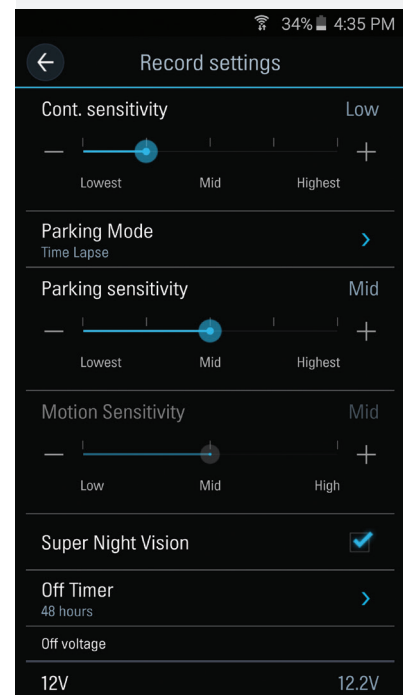 34% 4:35 PM
Record settings
Cont. sensitivity Low
Lowest Mid Highest
Parking Mode
Time Lapse
Parking sensitivity Mid
Lowest Mid Highest
Motion Sensitivity Mid
Low Mid High
Super Night Vision
Off Timer
48 hours
Off voltage
12V 12.2V